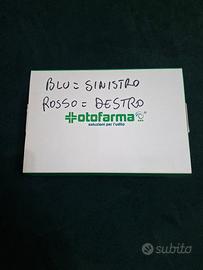 BLU = SINISTRO
ROSSO = DESTRO
otofarma
soluzioni per l'udito
subito